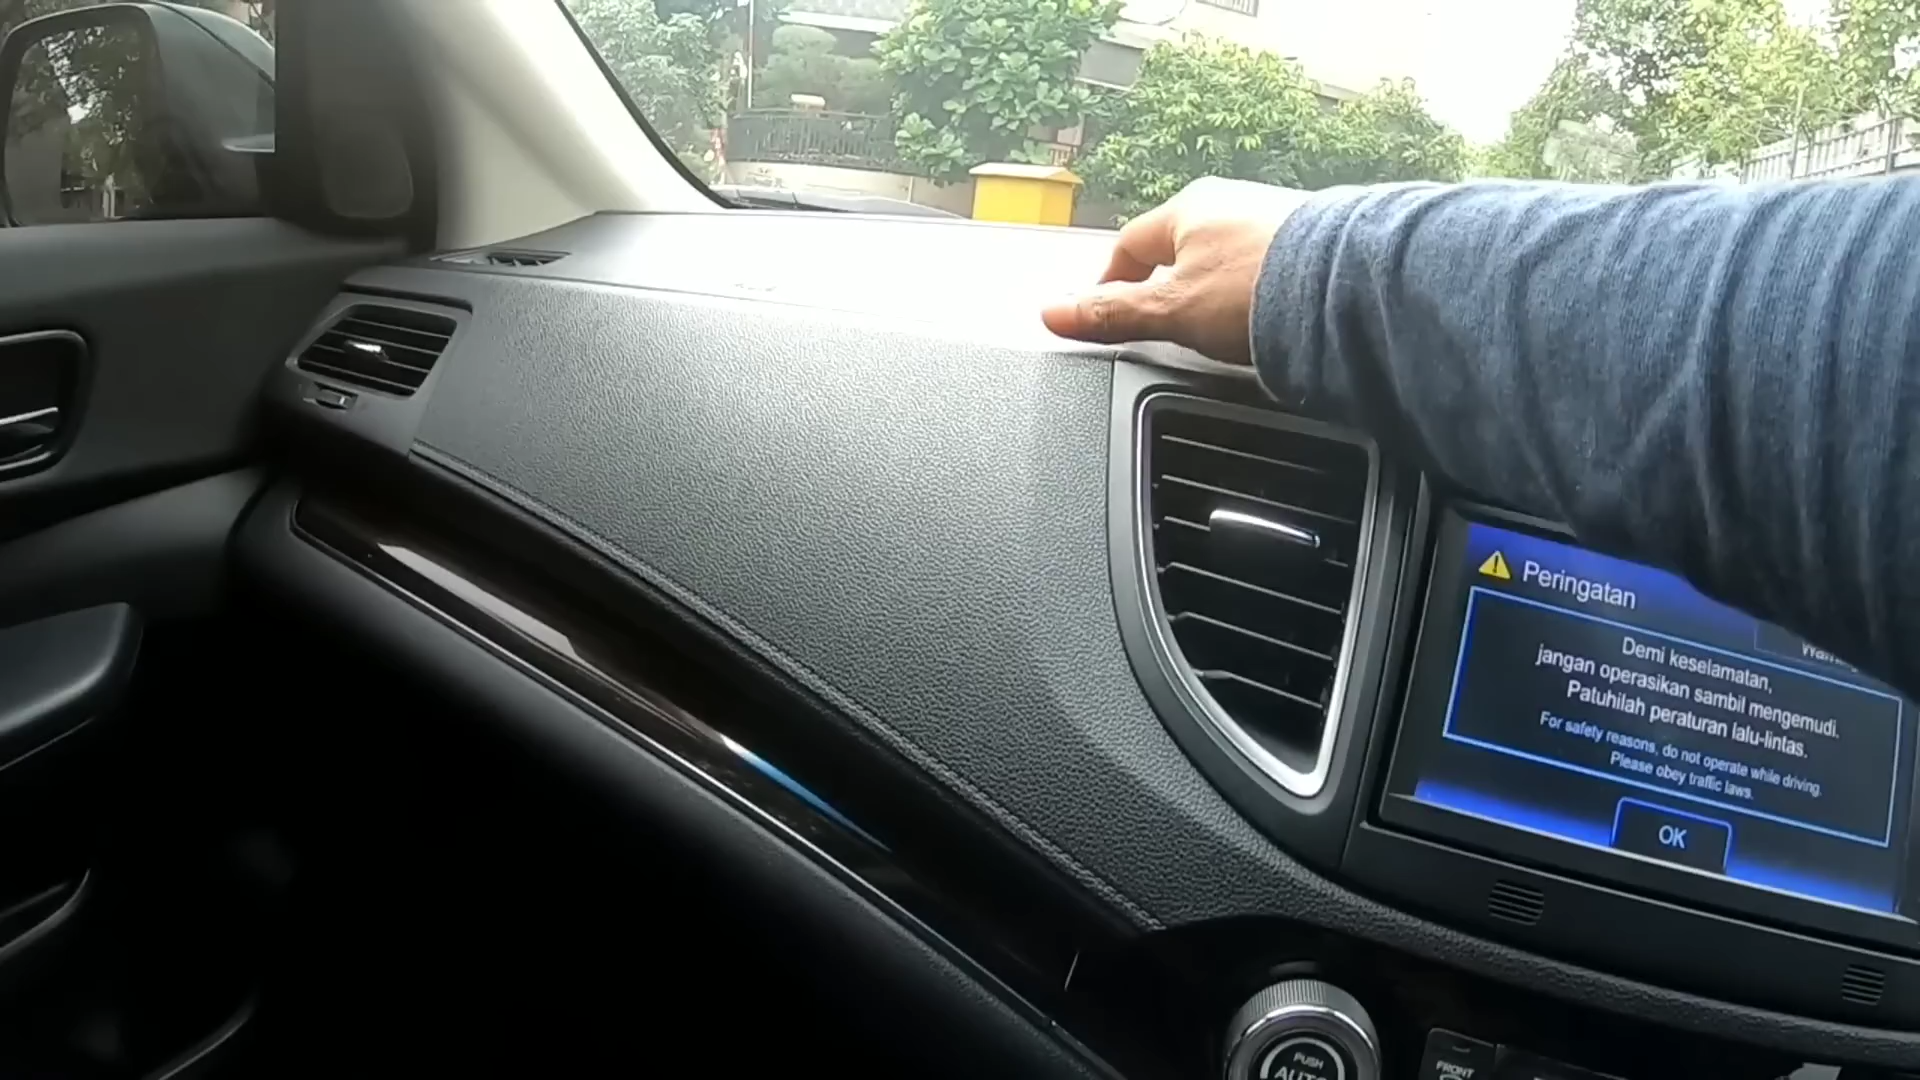 Peringatan
Demi keselamatan,
jangan operasikan sambil mengemudi.
Patuhilah peraturan lalu-lintas.
For safety reasons, do not operate while driving.
Please obey traffic laws.
OK
PUSH
AUTO
FRONT